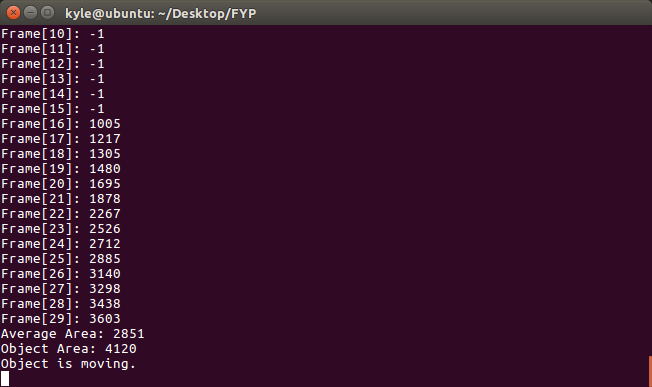 kyle@ubuntu: ~/Desktop/FYP
Frame[10]: -1
Frame[11]: -1
Frame[12]: -1
Frame[13]: -1
Frame[14]: -1
Frame[15]: -1
Frame[16]: 1005
Frame[17]: 1217
Frame[18]: 1305
Frame[19]: 1480
Frame[20]: 1695
Frame[21]: 1878
Frame[22]: 2267
Frame[23]: 2526
Frame[24]: 2712
Frame[25]: 2885
Frame[26]: 3140
Frame[27]: 3298
Frame[28]: 3438
Frame[29]: 3603
Average Area: 2851
Object Area: 4120
Object is moving.